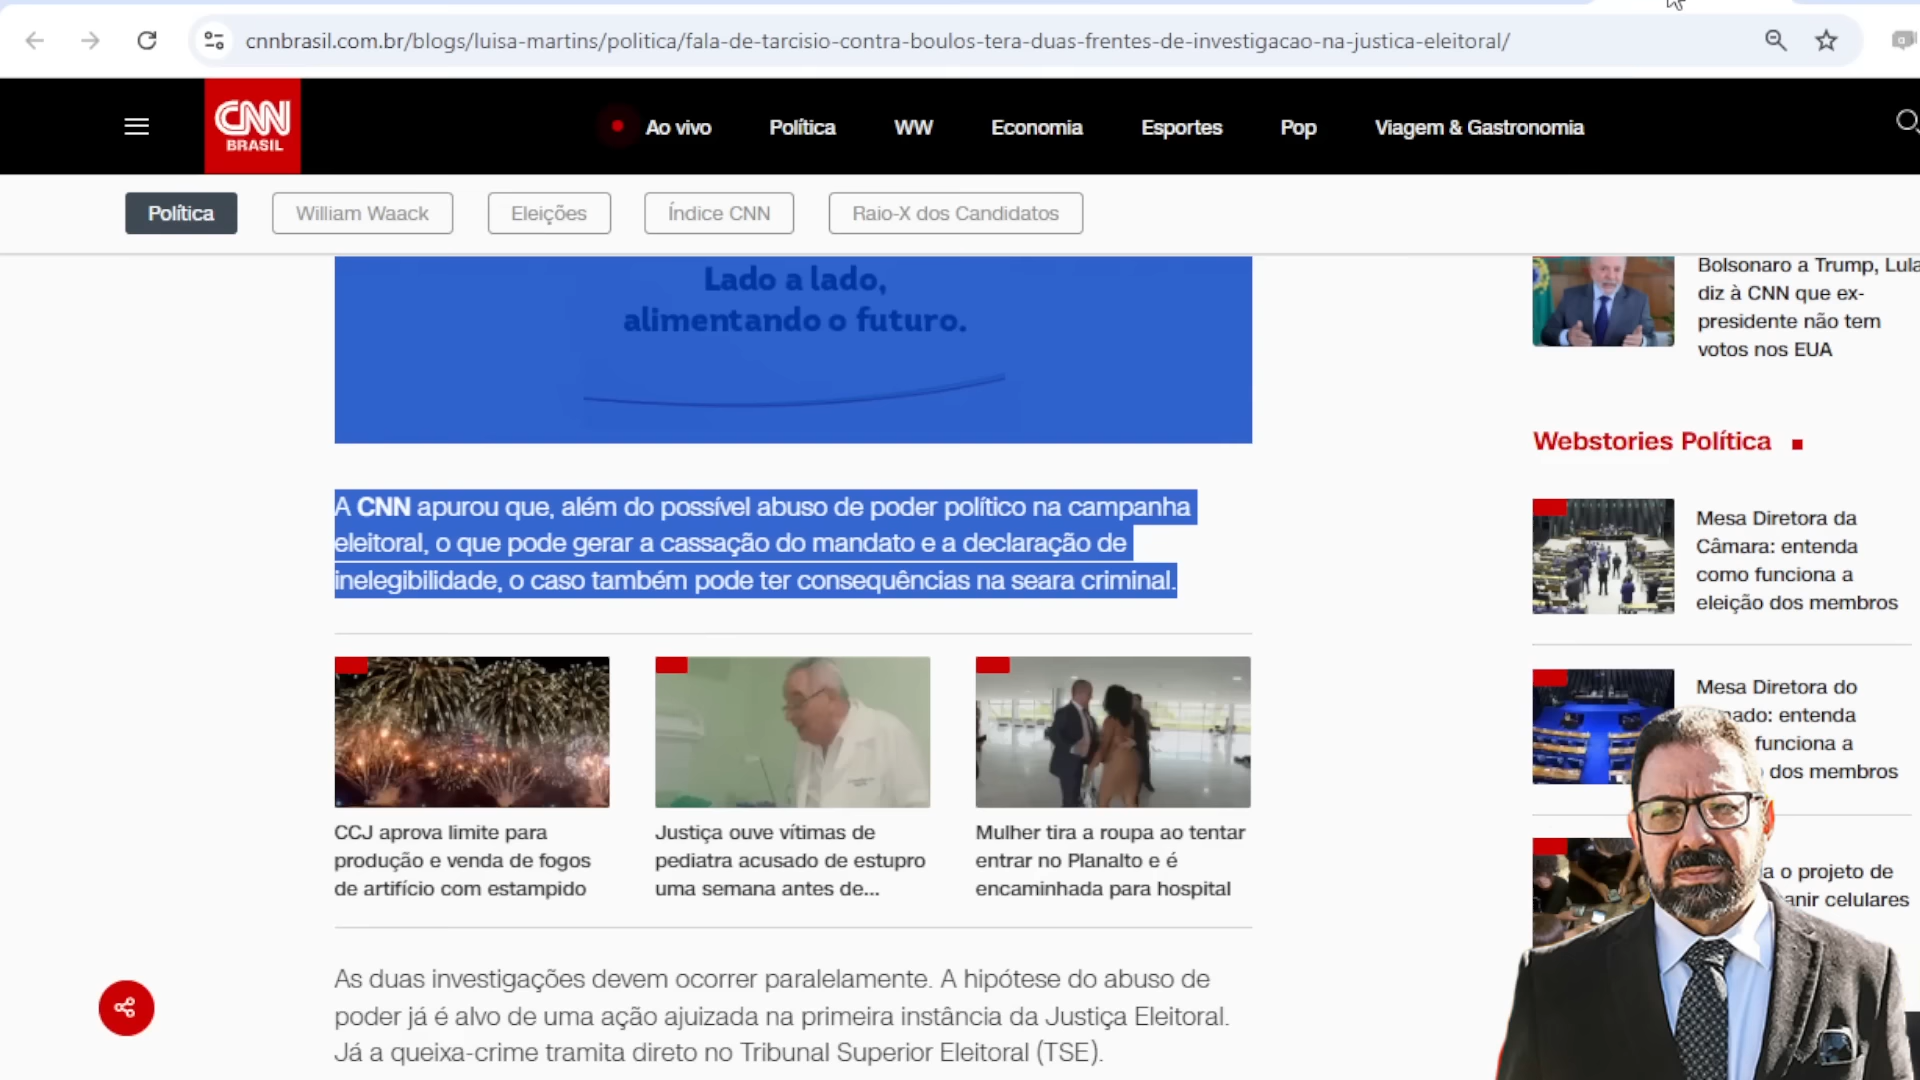 cnnbrasil.com.br/blogs/luisa-martins/politica/fala-de-tarcisio-contra-boulos-tera-duas-frentes-de-investigacao-na-justica-eleitoral/
CNN
BRASIL
Ao vivo
Política
WW
Economia
Esportes
Pop
Viagem & Gastronomia
Política
William Waack
Eleições
Índice CNN
Raio-X dos Candidatos
Lado a lado,
alimentando o futuro.
A CNN apurou que, além do possível abuso de poder político na campanha
eleitoral, o que pode gerar a cassação do mandato e a declaração de
inelegibilidade, o caso também pode ter consequências na seara criminal.
CCJ aprova limite para
produção e venda de fogos
de artifício com estampido
Justiça ouve vítimas de
pediatra acusado de estupro
uma semana antes de...
Mulher tira a roupa ao tentar
entrar no Planalto e é
encaminhada para hospital
As duas investigações devem ocorrer paralelamente. A hipótese do abuso de
poder já é alvo de uma ação ajuizada na primeira instância da Justiça Eleitoral.
Já a queixa-crime tramita direto no Tribunal Superior Eleitoral (TSE).
Bolsonaro a Trump, Lula
diz à CNN que ex-
presidente não tem
votos nos EUA
Webstories Política
Mesa Diretora da
Câmara: entenda
como funciona a
eleição dos membros
Mesa Diretora do
nado: entenda
funciona a
dos membros
a o projeto de
anir celulares